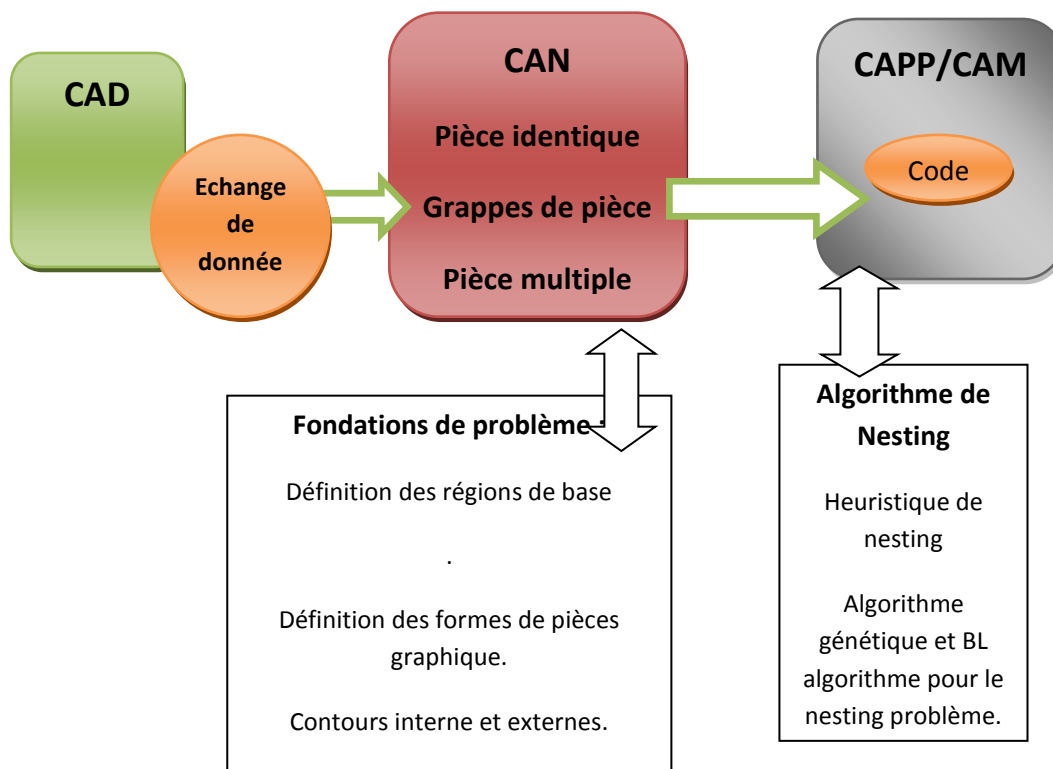 CAD
Echange
de
donnée
CAN
Pièce identique
Grappes de pièce
Pièce multiple
CAPP/CAM
Code
Fondations de problème :
Définition des régions de base
.
Définition des formes de pièces
graphique.
Contours interne et externes.
Algorithme de
Nesting
Heuristique de
nesting
Algorithme
génétique et BL
algorithme pour le
nesting problème.